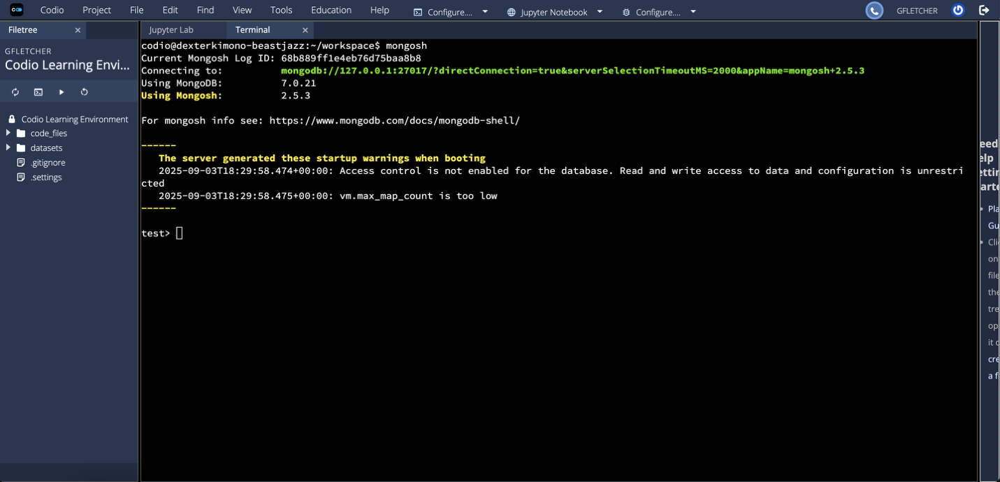 Codio Project File Edit Find View Tools Education Help Configure.... Jupyter Notebook Configure.... GFLETCHER
Filetree
Jupyter Lab Terminal
GFLETCHER
Codio Learning Envi...
Codio Learning Environment
code_files
datasets
.gitignore
.settings
codio@dexterkimono-beastjazz:~/workspace$ mongosh
Current Mongosh Log ID: 68b889ff1e4eb76d75baa8b8
Connecting to: mongodb://127.0.0.1:27017/?directConnection=true&serverSelectionTimeoutMS=2000&appName=mongosh+2.5.3
Using MongoDB: 7.0.21
Using Mongosh: 2.5.3
For mongosh info see: https://www.mongodb.com/docs/mongodb-shell/
------
The server generated these startup warnings when booting
2025-09-03T18:29:58.474+00:00: Access control is not enabled for the database. Read and write access to data and configuration is unrestri
cted
2025-09-03T18:29:58.475+00:00: vm.max_map_count is too low
------
test>
eed
elp
ettin
arte
Pla
Gu
Cli
on
file
the
tre
op
it
cre
a f